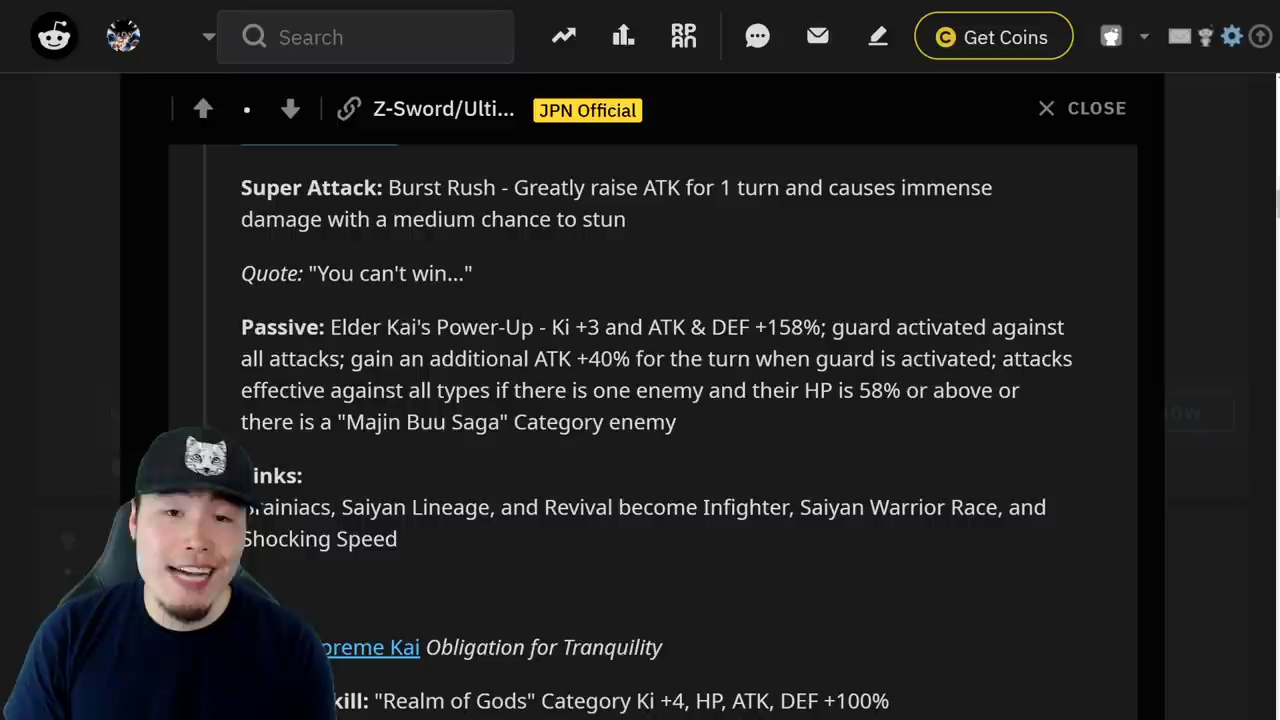 Search
RPAN
Get Coins
Z-Sword/Ulti...
JPN Official
CLOSE
Super Attack: Burst Rush - Greatly raise ATK for 1 turn and causes immense
damage with a medium chance to stun
Quote: "You can't win..."
Passive: Elder Kai's Power-Up - Ki +3 and ATK & DEF +158%; guard activated against
all attacks; gain an additional ATK +40% for the turn when guard is activated; attacks
effective against all types if there is one enemy and their HP is 58% or above or
there is a "Majin Buu Saga" Category enemy
inks:
rainiacs, Saiyan Lineage, and Revival become Infighter, Saiyan Warrior Race, and
Shocking Speed
preme Kai Obligation for Tranquility
kill: "Realm of Gods" Category Ki +4, HP, ATK, DEF +100%